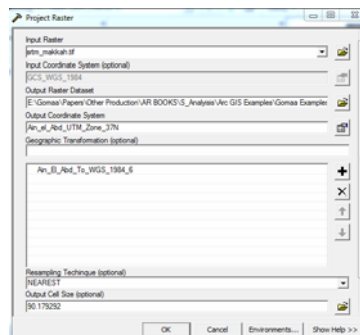 Project Raster
Input Raster
srtm_makkah.tif
Input Coordinate System (optional)
GCS_WGS_1984
Output Raster Dataset
E:\Gomaa\Papers\Other Production\AR BOOKS\S_Analysis\Arc GIS Examples\Gomaa Examples
Output Coordinate System
Ain_el_Abd_UTM_Zone_37N
Geographic Transformation (optional)
Ain_El_Abd_To_WGS_1984_6
Resampling Technique (optional)
NEAREST
Output Cell Size (optional)
90.179292
OK Cancel Environments... Show Help >>